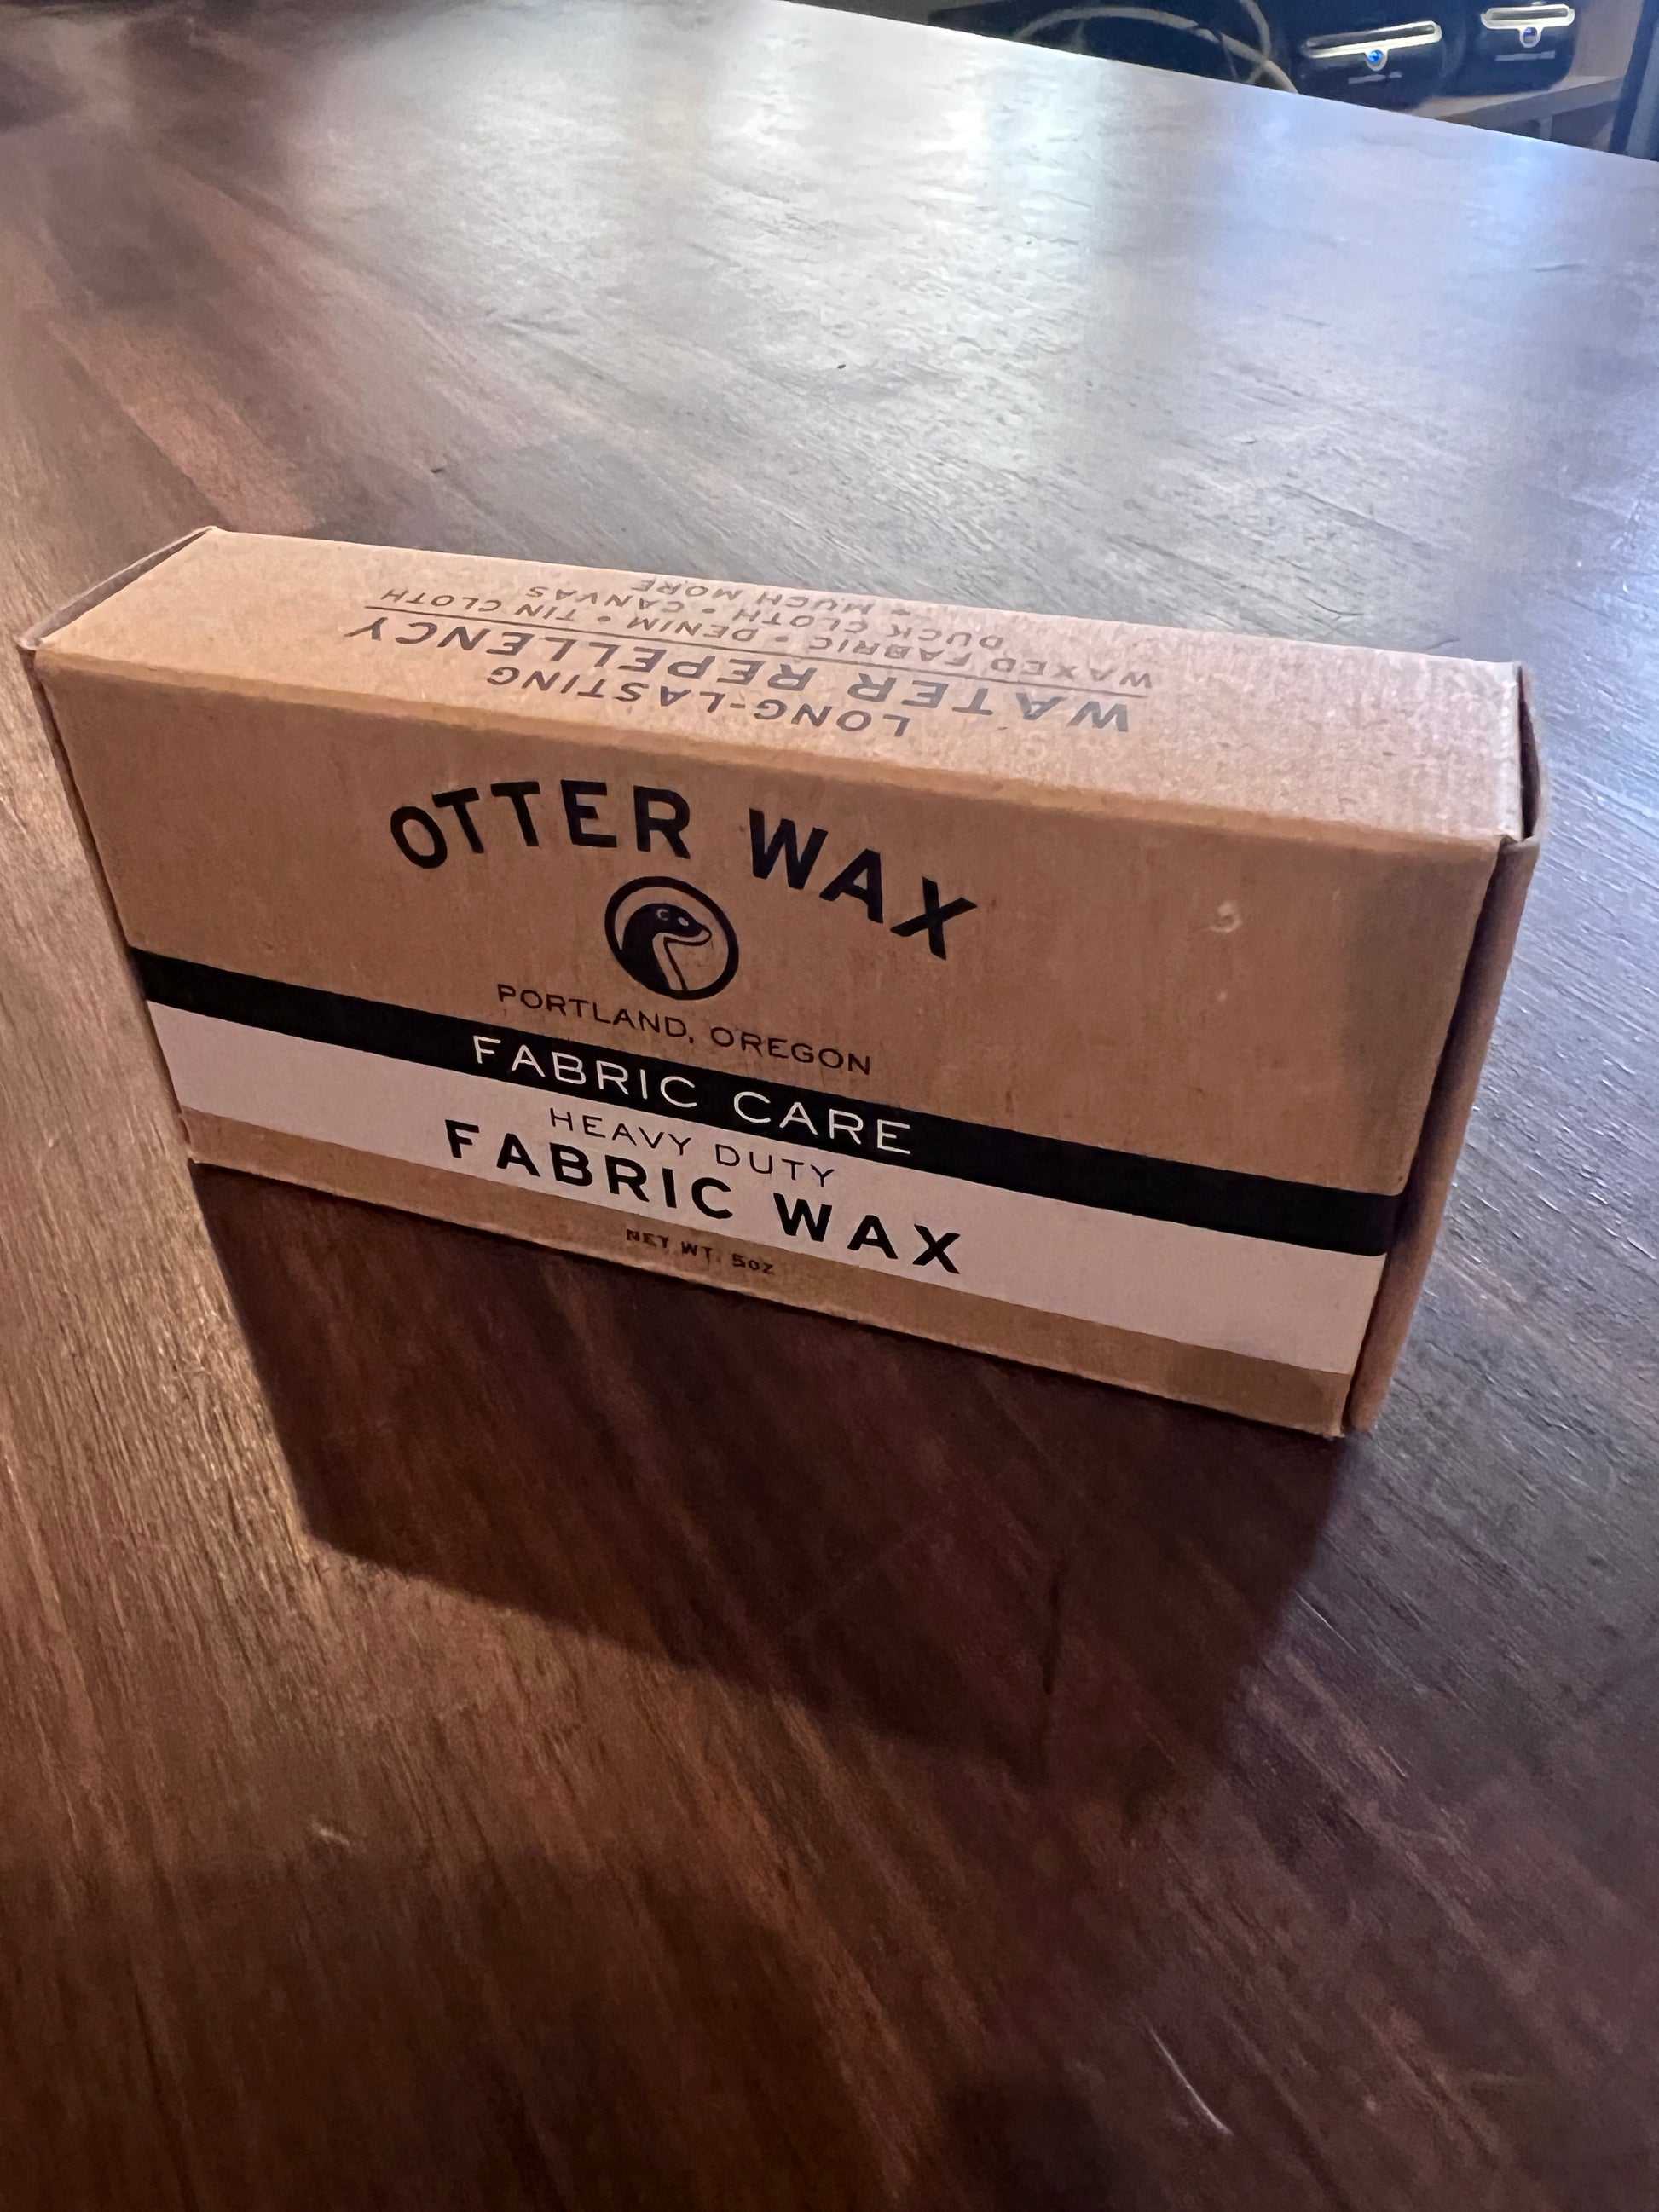 LONG-LASTING
WATER REPELLENCY
WAXED FABRIC • DENIM • TIN CLOTH
DUCK CLOTH • CANVAS
• MUCH MORE
OTTER WAX
PORTLAND, OREGON
FABRIC CARE
HEAVY DUTY
FABRIC WAX
NET WT. 5OZ